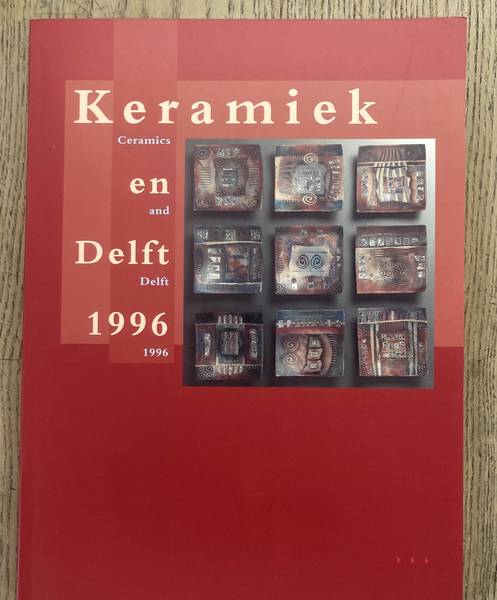 Keramiek
Ceramics
en
and
Delft
Delft
1996
1996